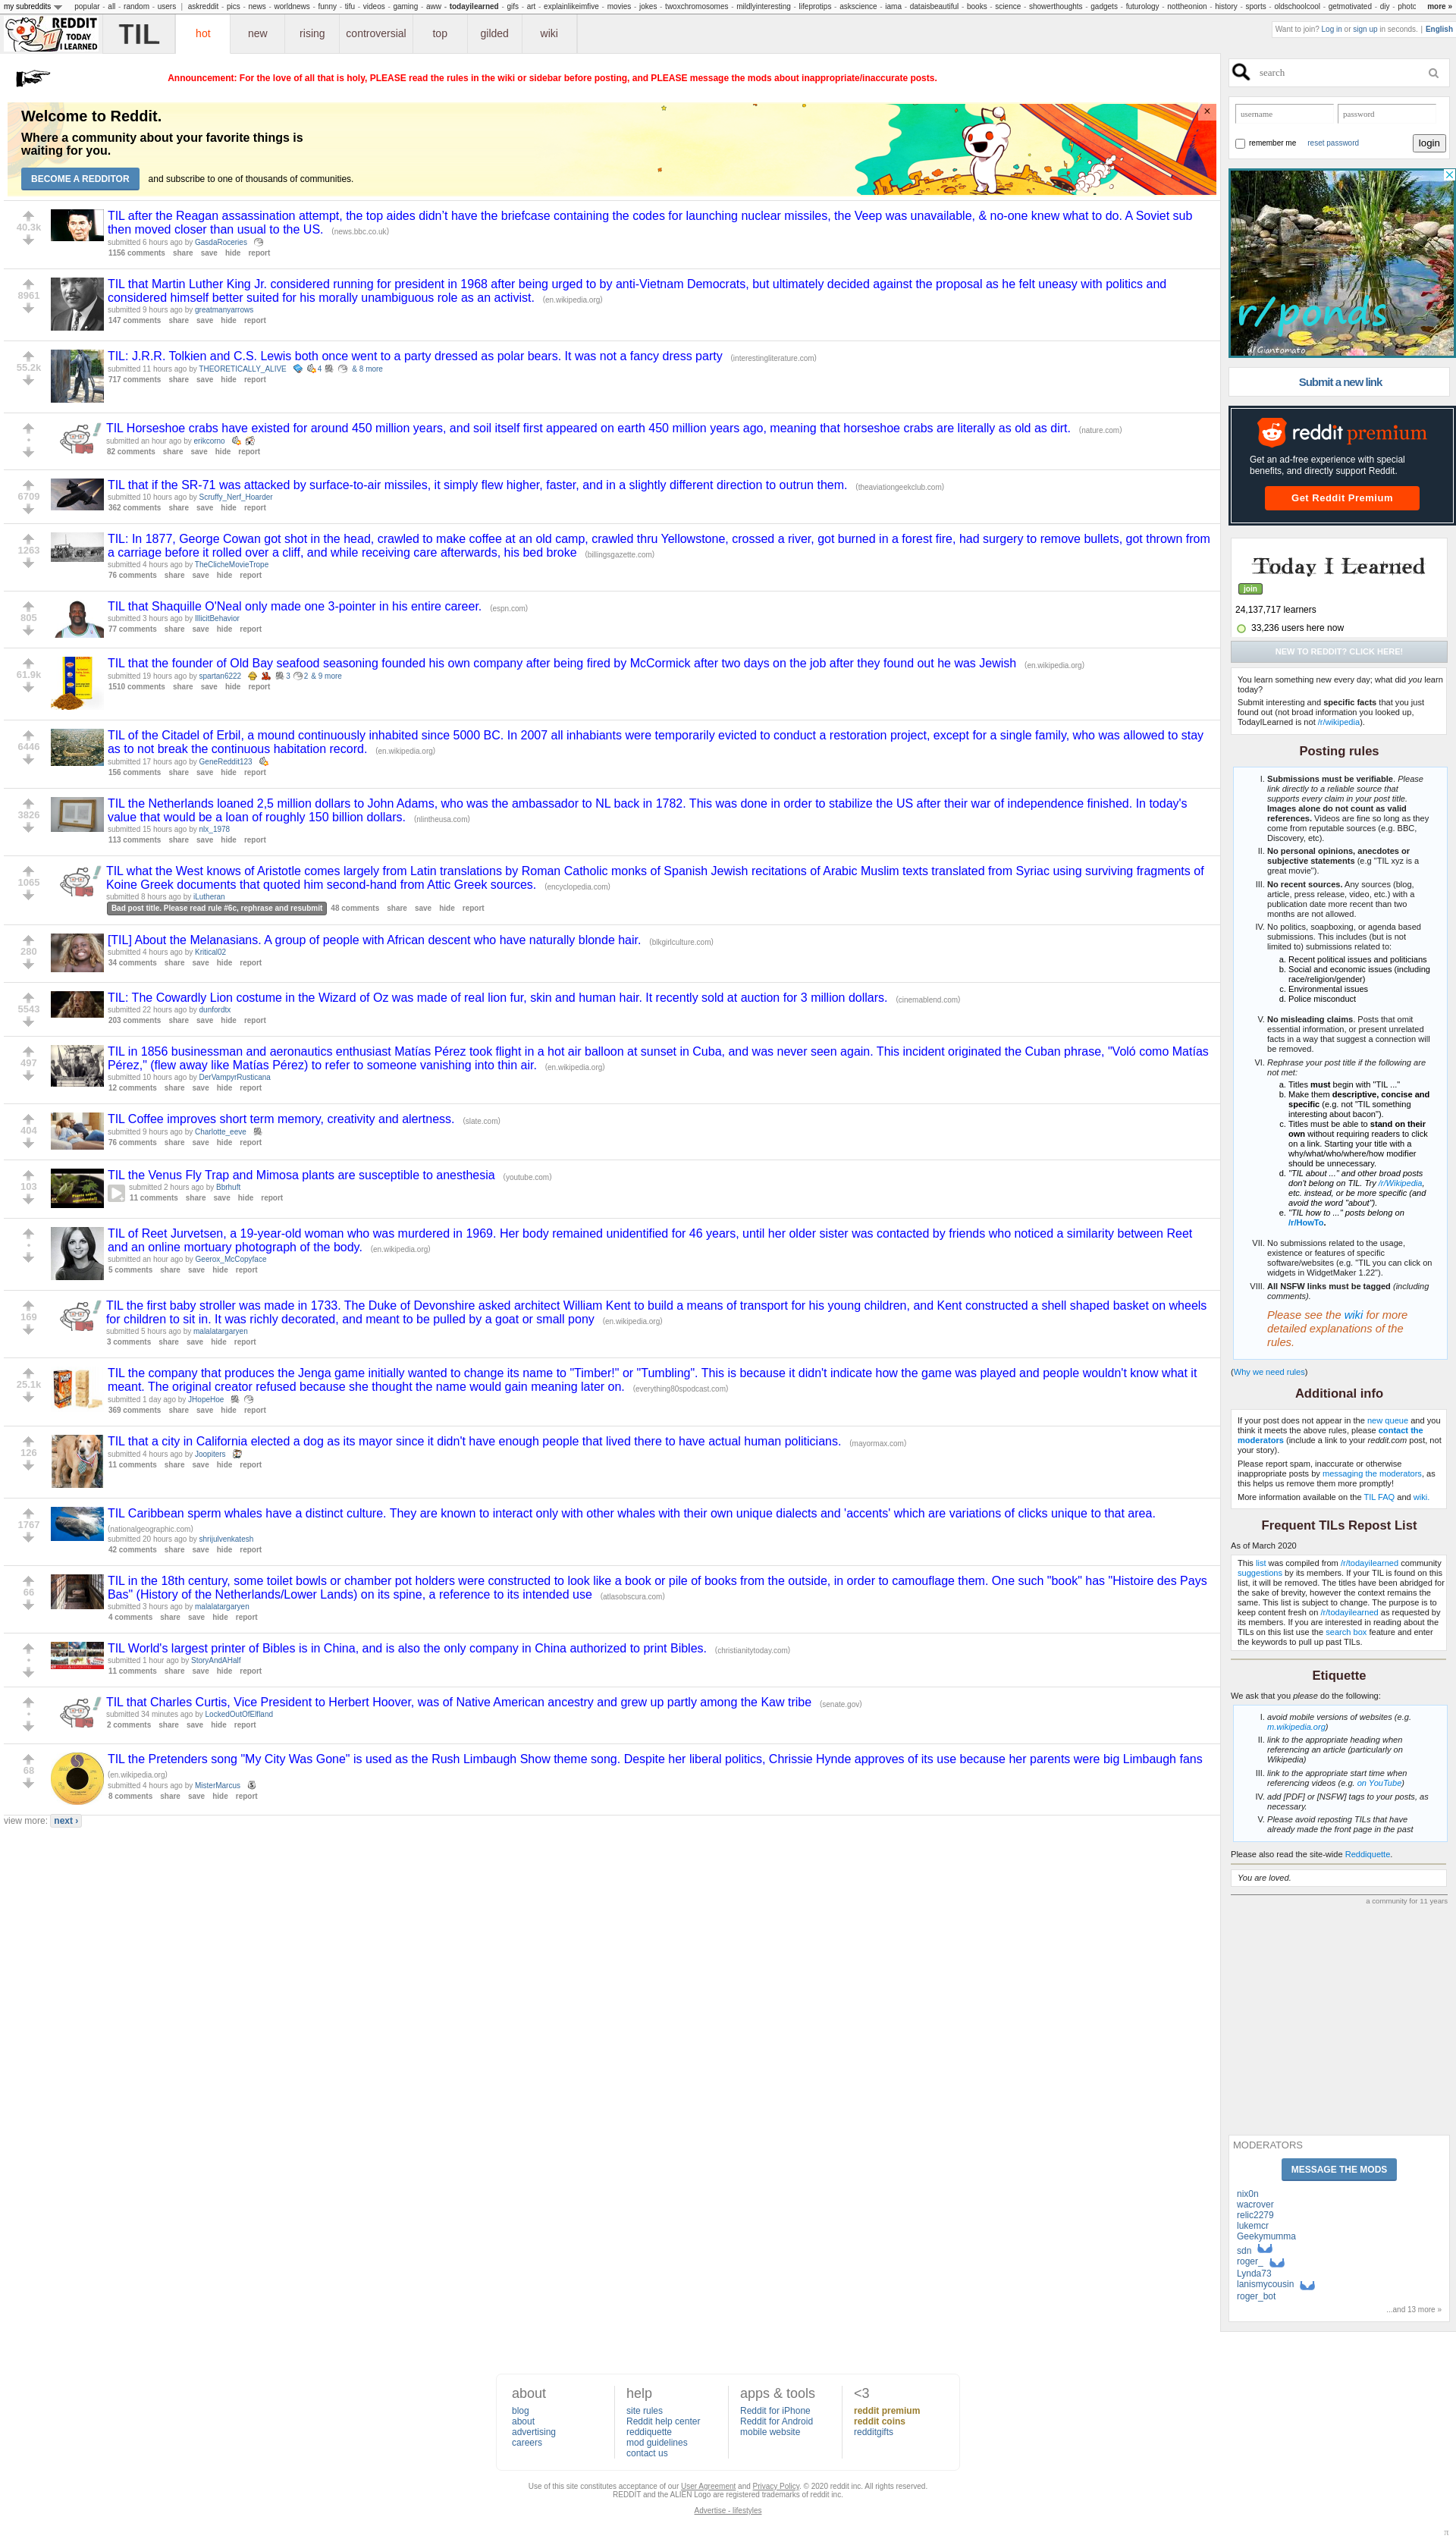 my subreddits popular - all - random - users | askreddit - pics - news - worldnews - funny - tifu - videos - gaming - aww - todayilearned - gifs - art - explainlikeimfive - movies - jokes - twoxchromosomes - mildlyinteresting - lifeprotips - askscience - iama - dataisbeautiful - books - science - showerthoughts - gadgets - futurology - nottheonion - history - sports - oldschoolcool - getmotivated - diy - photc more »
REDDIT TODAY I LEARNED
TIL hot new rising controversial top gilded wiki
Want to join? Log in or sign up in seconds. | English
Announcement: For the love of all that is holy, PLEASE read the rules in the wiki or sidebar before posting, and PLEASE message the mods about inappropriate/inaccurate posts.
Welcome to Reddit.
Where a community about your favorite things is
waiting for you.
BECOME A REDDITOR and subscribe to one of thousands of communities.
40.3k
TIL after the Reagan assassination attempt, the top aides didn't have the briefcase containing the codes for launching nuclear missiles, the Veep was unavailable, & no-one knew what to do. A Soviet sub
then moved closer than usual to the US. (news.bbc.co.uk)
submitted 6 hours ago by GasdaRoceries
1156 comments share save hide report
8961
TIL that Martin Luther King Jr. considered running for president in 1968 after being urged to by anti-Vietnam Democrats, but ultimately decided against the proposal as he felt uneasy with politics and
considered himself better suited for his morally unambiguous role as an activist. (en.wikipedia.org)
submitted 9 hours ago by greatmanyarrows
147 comments share save hide report
55.2k
TIL: J.R.R. Tolkien and C.S. Lewis both once went to a party dressed as polar bears. It was not a fancy dress party (interestingliterature.com)
submitted 11 hours ago by THEORETICALLY_ALIVE 4 & 8 more
717 comments share save hide report
•
TIL Horseshoe crabs have existed for around 450 million years, and soil itself first appeared on earth 450 million years ago, meaning that horseshoe crabs are literally as old as dirt. (nature.com)
submitted an hour ago by erikcorno
82 comments share save hide report
6709
TIL that if the SR-71 was attacked by surface-to-air missiles, it simply flew higher, faster, and in a slightly different direction to outrun them. (theaviationgeekclub.com)
submitted 10 hours ago by Scruffy_Nerf_Hoarder
362 comments share save hide report
1263
TIL: In 1877, George Cowan got shot in the head, crawled to make coffee at an old camp, crawled thru Yellowstone, crossed a river, got burned in a forest fire, had surgery to remove bullets, got thrown from
a carriage before it rolled over a cliff, and while receiving care afterwards, his bed broke (billingsgazette.com)
submitted 4 hours ago by TheClicheMovieTrope
76 comments share save hide report
805
TIL that Shaquille O'Neal only made one 3-pointer in his entire career. (espn.com)
submitted 3 hours ago by IllicitBehavior
77 comments share save hide report
61.9k
TIL that the founder of Old Bay seafood seasoning founded his own company after being fired by McCormick after two days on the job after they found out he was Jewish (en.wikipedia.org)
submitted 19 hours ago by spartan6222 3 2 & 9 more
1510 comments share save hide report
6446
TIL of the Citadel of Erbil, a mound continuously inhabited since 5000 BC. In 2007 all inhabiants were temporarily evicted to conduct a restoration project, except for a single family, who was allowed to stay
as to not break the continuous habitation record. (en.wikipedia.org)
submitted 17 hours ago by GeneReddit123
156 comments share save hide report
3826
TIL the Netherlands loaned 2,5 million dollars to John Adams, who was the ambassador to NL back in 1782. This was done in order to stabilize the US after their war of independence finished. In today's
value that would be a loan of roughly 150 billion dollars. (nlintheusa.com)
submitted 15 hours ago by nlx_1978
113 comments share save hide report
1065
TIL what the West knows of Aristotle comes largely from Latin translations by Roman Catholic monks of Spanish Jewish recitations of Arabic Muslim texts translated from Syriac using surviving fragments of
Koine Greek documents that quoted him second-hand from Attic Greek sources. (encyclopedia.com)
submitted 8 hours ago by iLutheran
Bad post title. Please read rule #6c, rephrase and resubmit 48 comments share save hide report
280
[TIL] About the Melanasians. A group of people with African descent who have naturally blonde hair. (blkgirlculture.com)
submitted 4 hours ago by Kritical02
34 comments share save hide report
5543
TIL: The Cowardly Lion costume in the Wizard of Oz was made of real lion fur, skin and human hair. It recently sold at auction for 3 million dollars. (cinemablend.com)
submitted 22 hours ago by dunfordtx
203 comments share save hide report
497
TIL in 1856 businessman and aeronautics enthusiast Matías Pérez took flight in a hot air balloon at sunset in Cuba, and was never seen again. This incident originated the Cuban phrase, "Voló como Matías
Pérez," (flew away like Matías Pérez) to refer to someone vanishing into thin air. (en.wikipedia.org)
submitted 10 hours ago by DerVampyrRusticana
12 comments share save hide report
404
TIL Coffee improves short term memory, creativity and alertness. (slate.com)
submitted 9 hours ago by Charlotte_eeve
76 comments share save hide report
103
TIL the Venus Fly Trap and Mimosa plants are susceptible to anesthesia (youtube.com)
submitted 2 hours ago by Bbrhuft
11 comments share save hide report
•
TIL of Reet Jurvetsen, a 19-year-old woman who was murdered in 1969. Her body remained unidentified for 46 years, until her older sister was contacted by friends who noticed a similarity between Reet
and an online mortuary photograph of the body. (en.wikipedia.org)
submitted an hour ago by Geerox_McCopyface
5 comments share save hide report
169
TIL the first baby stroller was made in 1733. The Duke of Devonshire asked architect William Kent to build a means of transport for his young children, and Kent constructed a shell shaped basket on wheels
for children to sit in. It was richly decorated, and meant to be pulled by a goat or small pony (en.wikipedia.org)
submitted 5 hours ago by malalatargaryen
3 comments share save hide report
25.1k
TIL the company that produces the Jenga game initially wanted to change its name to "Timber!" or "Tumbling". This is because it didn't indicate how the game was played and people wouldn't know what it
meant. The original creator refused because she thought the name would gain meaning later on. (everything80spodcast.com)
submitted 1 day ago by JHopeHoe
369 comments share save hide report
126
TIL that a city in California elected a dog as its mayor since it didn't have enough people that lived there to have actual human politicians. (mayormax.com)
submitted 4 hours ago by Joopiters
11 comments share save hide report
1767
TIL Caribbean sperm whales have a distinct culture. They are known to interact only with other whales with their own unique dialects and 'accents' which are variations of clicks unique to that area.
(nationalgeographic.com)
submitted 20 hours ago by shrijulvenkatesh
42 comments share save hide report
66
TIL in the 18th century, some toilet bowls or chamber pot holders were constructed to look like a book or pile of books from the outside, in order to camouflage them. One such "book" has "Histoire des Pays
Bas" (History of the Netherlands/Lower Lands) on its spine, a reference to its intended use (atlasobscura.com)
submitted 3 hours ago by malalatargaryen
4 comments share save hide report
•
TIL World's largest printer of Bibles is in China, and is also the only company in China authorized to print Bibles. (christianitytoday.com)
submitted 1 hour ago by StoryAndAHalf
11 comments share save hide report
•
TIL that Charles Curtis, Vice President to Herbert Hoover, was of Native American ancestry and grew up partly among the Kaw tribe (senate.gov)
submitted 34 minutes ago by LockedOutOfElfland
2 comments share save hide report
68
TIL the Pretenders song "My City Was Gone" is used as the Rush Limbaugh Show theme song. Despite her liberal politics, Chrissie Hynde approves of its use because her parents were big Limbaugh fans
(en.wikipedia.org)
submitted 4 hours ago by MisterMarcus
8 comments share save hide report
view more: next ›
search
username password
remember me reset password login
r/ponds
u/Giantomato
Submit a new link
reddit premium
Get an ad-free experience with special
benefits, and directly support Reddit.
Get Reddit Premium
Today I Learned
join
24,137,717 learners
33,236 users here now
NEW TO REDDIT? CLICK HERE!
You learn something new every day; what did you learn
today?
Submit interesting and specific facts that you just
found out (not broad information you looked up,
TodayILearned is not /r/wikipedia).
Posting rules
I. Submissions must be verifiable. Please
link directly to a reliable source that
supports every claim in your post title.
Images alone do not count as valid
references. Videos are fine so long as they
come from reputable sources (e.g. BBC,
Discovery, etc).
II. No personal opinions, anecdotes or
subjective statements (e.g "TIL xyz is a
great movie").
III. No recent sources. Any sources (blog,
article, press release, video, etc.) with a
publication date more recent than two
months are not allowed.
IV. No politics, soapboxing, or agenda based
submissions. This includes (but is not
limited to) submissions related to:
a. Recent political issues and politicians
b. Social and economic issues (including
race/religion/gender)
c. Environmental issues
d. Police misconduct
V. No misleading claims. Posts that omit
essential information, or present unrelated
facts in a way that suggest a connection will
be removed.
VI. Rephrase your post title if the following are
not met:
a. Titles must begin with "TIL ..."
b. Make them descriptive, concise and
specific (e.g. not "TIL something
interesting about bacon").
c. Titles must be able to stand on their
own without requiring readers to click
on a link. Starting your title with a
why/what/who/where/how modifier
should be unnecessary.
d. "TIL about ..." and other broad posts
don't belong on TIL. Try /r/Wikipedia,
etc. instead, or be more specific (and
avoid the word "about").
e. "TIL how to ..." posts belong on
/r/HowTo.
VII. No submissions related to the usage,
existence or features of specific
software/websites (e.g. "TIL you can click on
widgets in WidgetMaker 1.22").
VIII. All NSFW links must be tagged (including
comments).
Please see the wiki for more
detailed explanations of the
rules.
(Why we need rules)
Additional info
If your post does not appear in the new queue and you
think it meets the above rules, please contact the
moderators (include a link to your reddit.com post, not
your story).
Please report spam, inaccurate or otherwise
inappropriate posts by messaging the moderators, as
this helps us remove them more promptly!
More information available on the TIL FAQ and wiki.
Frequent TILs Repost List
As of March 2020
This list was compiled from /r/todayilearned community
suggestions by its members. If your TIL is found on this
list, it will be removed. The titles have been abridged for
the sake of brevity, however the context remains the
same. This list is subject to change. The purpose is to
keep content fresh on /r/todayilearned as requested by
its members. If you are interested in reading about the
TILs on this list use the search box feature and enter
the keywords to pull up past TILs.
Etiquette
We ask that you please do the following:
I. avoid mobile versions of websites (e.g.
m.wikipedia.org)
II. link to the appropriate heading when
referencing an article (particularly on
Wikipedia)
III. link to the appropriate start time when
referencing videos (e.g. on YouTube)
IV. add [PDF] or [NSFW] tags to your posts, as
necessary.
V. Please avoid reposting TILs that have
already made the front page in the past
Please also read the site-wide Reddiquette.
You are loved.
a community for 11 years
MODERATORS
MESSAGE THE MODS
nix0n
wacrover
relic2279
lukemcr
Geekymumma
sdn
roger_
Lynda73
lanismycousin
roger_bot
...and 13 more »
about
blog
about
advertising
careers
help
site rules
Reddit help center
reddiquette
mod guidelines
contact us
apps & tools
Reddit for iPhone
Reddit for Android
mobile website
<3
reddit premium
reddit coins
redditgifts
Use of this site constitutes acceptance of our User Agreement and Privacy Policy. © 2020 reddit inc. All rights reserved.
REDDIT and the ALIEN Logo are registered trademarks of reddit inc.
Advertise - lifestyles
π